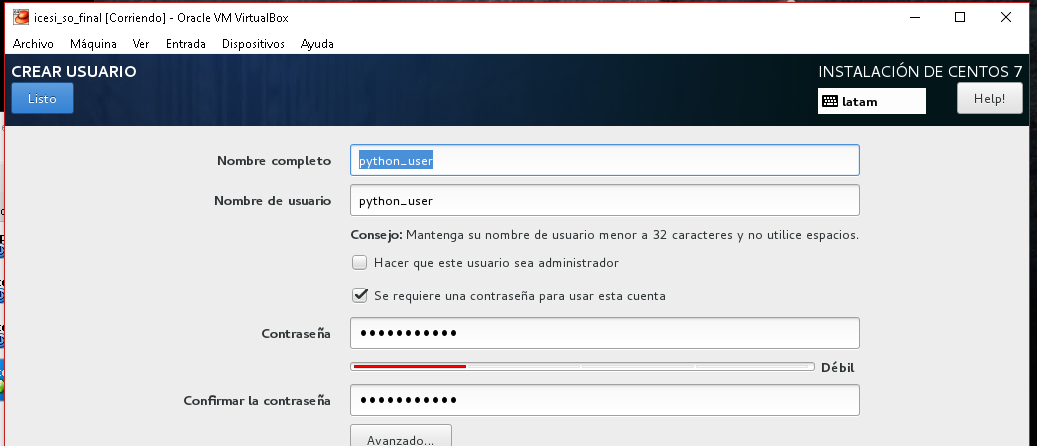 icesi_so_final [Corriendo] - Oracle VM VirtualBox
Archivo Máquina Ver Entrada Dispositivos Ayuda
CREAR USUARIO
INSTALACIÓN DE CENTOS 7
Listo
latam
Help!
Nombre completo python_user
Nombre de usuario python_user
Consejo: Mantenga su nombre de usuario menor a 32 caracteres y no utilice espacios.
Hacer que este usuario sea administrador
Se requiere una contraseña para usar esta cuenta
Contraseña •••••••••••
Débil
Confirmar la contraseña •••••••••••
Avanzado...